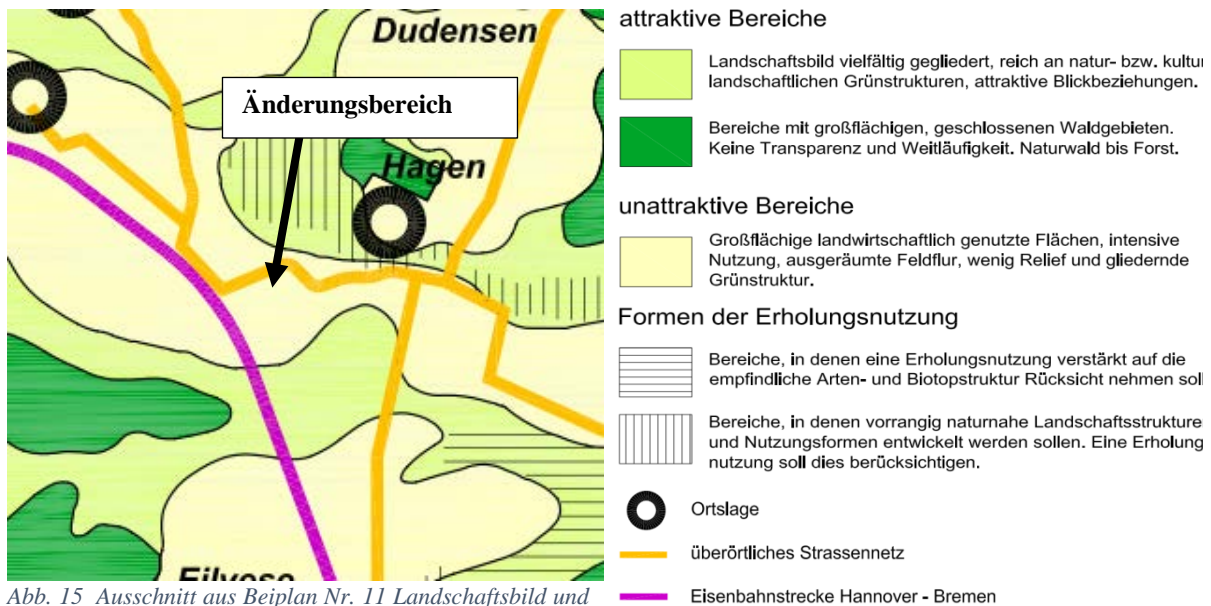 Dudensen
Änderungsbereich
Hagen
Eilvese
Abb. 15 Ausschnitt aus Beiplan Nr. 11 Landschaftsbild und
attraktive Bereiche
Landschaftsbild vielfältig gegliedert, reich an natur- bzw. kultur
landschaftlichen Grünstrukturen, attraktive Blickbeziehungen.
Bereiche mit großflächigen, geschlossenen Waldgebieten.
Keine Transparenz und Weitläufigkeit. Naturwald bis Forst.
unattraktive Bereiche
Großflächige landwirtschaftlich genutzte Flächen, intensive
Nutzung, ausgeräumte Feldflur, wenig Relief und gliedernde
Grünstruktur.
Formen der Erholungsnutzung
Bereiche, in denen eine Erholungsnutzung verstärkt auf die
empfindliche Arten- und Biotopstruktur Rücksicht nehmen soll
Bereiche, in denen vorrangig naturnahe Landschaftsstrukture
und Nutzungsformen entwickelt werden sollen. Eine Erholung
nutzung soll dies berücksichtigen.
Ortslage
überörtliches Strassennetz
Eisenbahnstrecke Hannover - Bremen